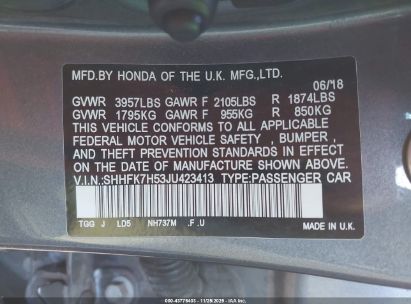 MFD.BY HONDA OF THE U.K. MFG.,LTD.
06/18
GVWR 3957LBS GAWR F 2105LBS R 1874LBS
GVWR 1795KG GAWR F 955KG R 850KG
THIS VEHICLE CONFORMS TO ALL APPLICABLE
FEDERAL MOTOR VEHICLE SAFETY , BUMPER ,
AND THEFT PREVENTION STANDARDS IN EFFECT
ON THE DATE OF MANUFACTURE SHOWN ABOVE.
V.I.N.:SHHFK7H53JU423413 TYPE:PASSENGER CAR
TGG J LD5 NH737M .F .U MADE IN U.K.